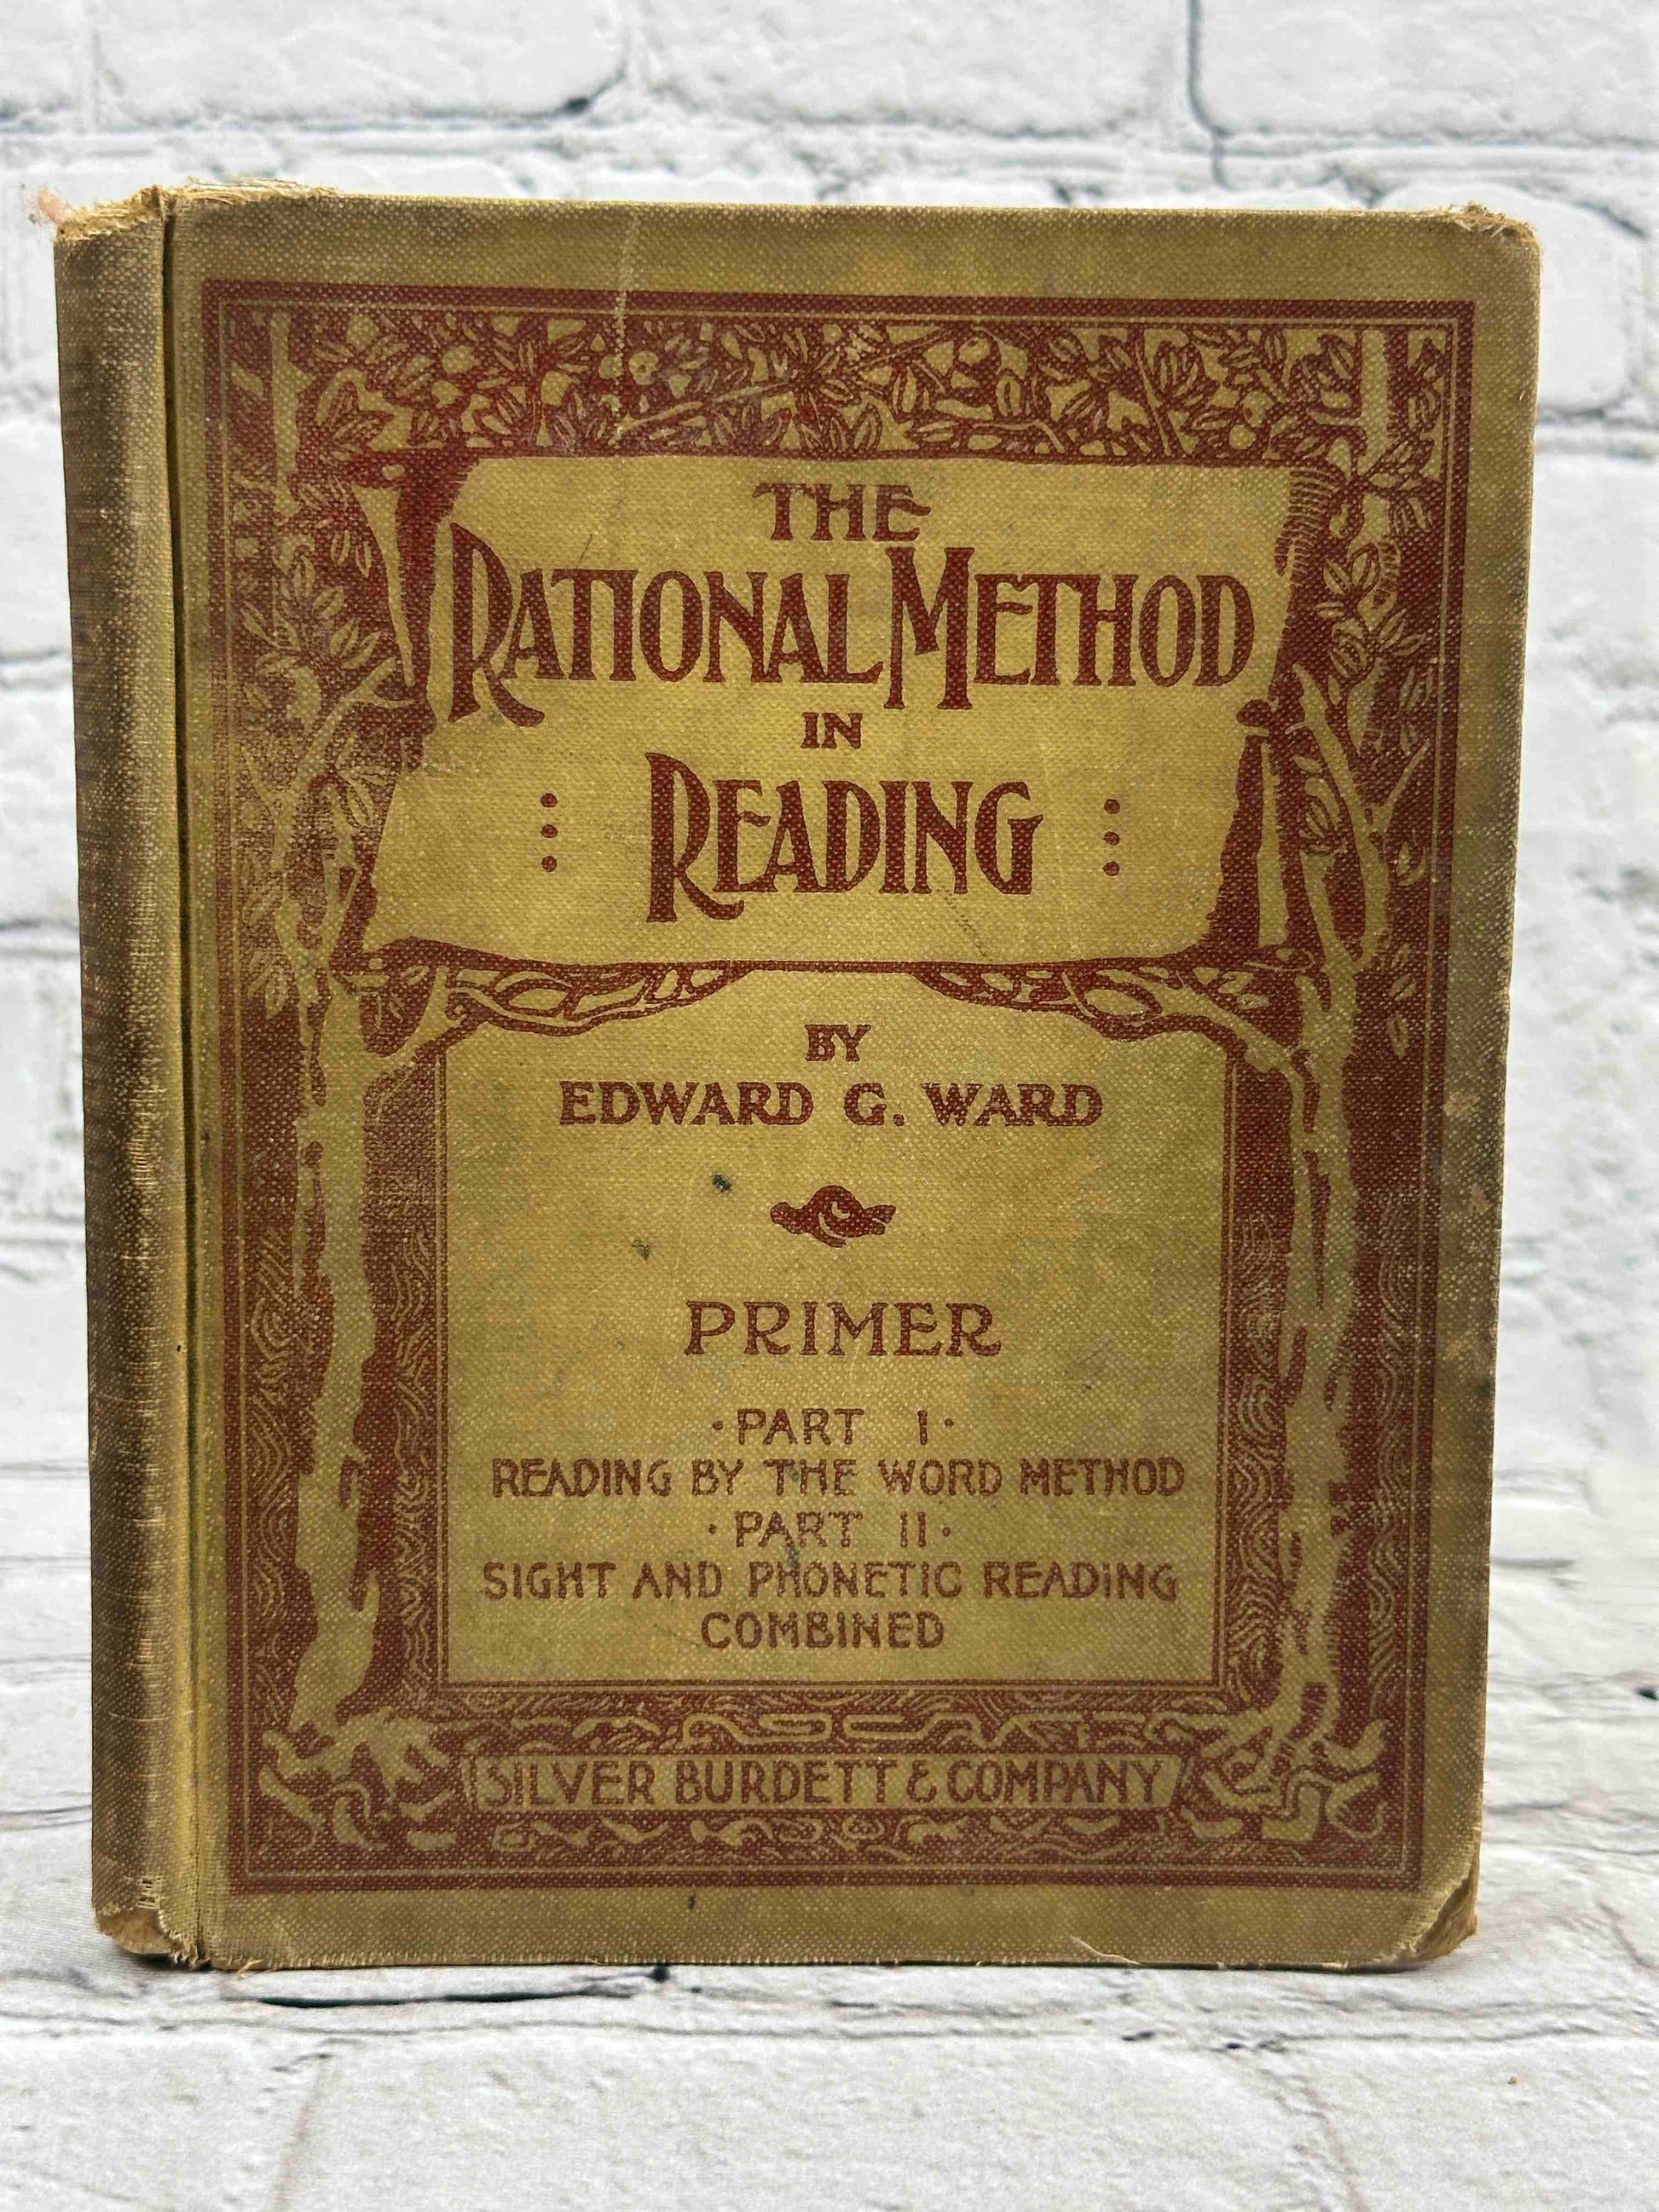 THE
RATIONAL METHOD
IN
READING
BY
EDWARD G. WARD
PRIMER
· PART I ·
READING BY THE WORD METHOD
· PART II ·
SIGHT AND PHONETIC READING
COMBINED
SILVER BURDETT & COMPANY